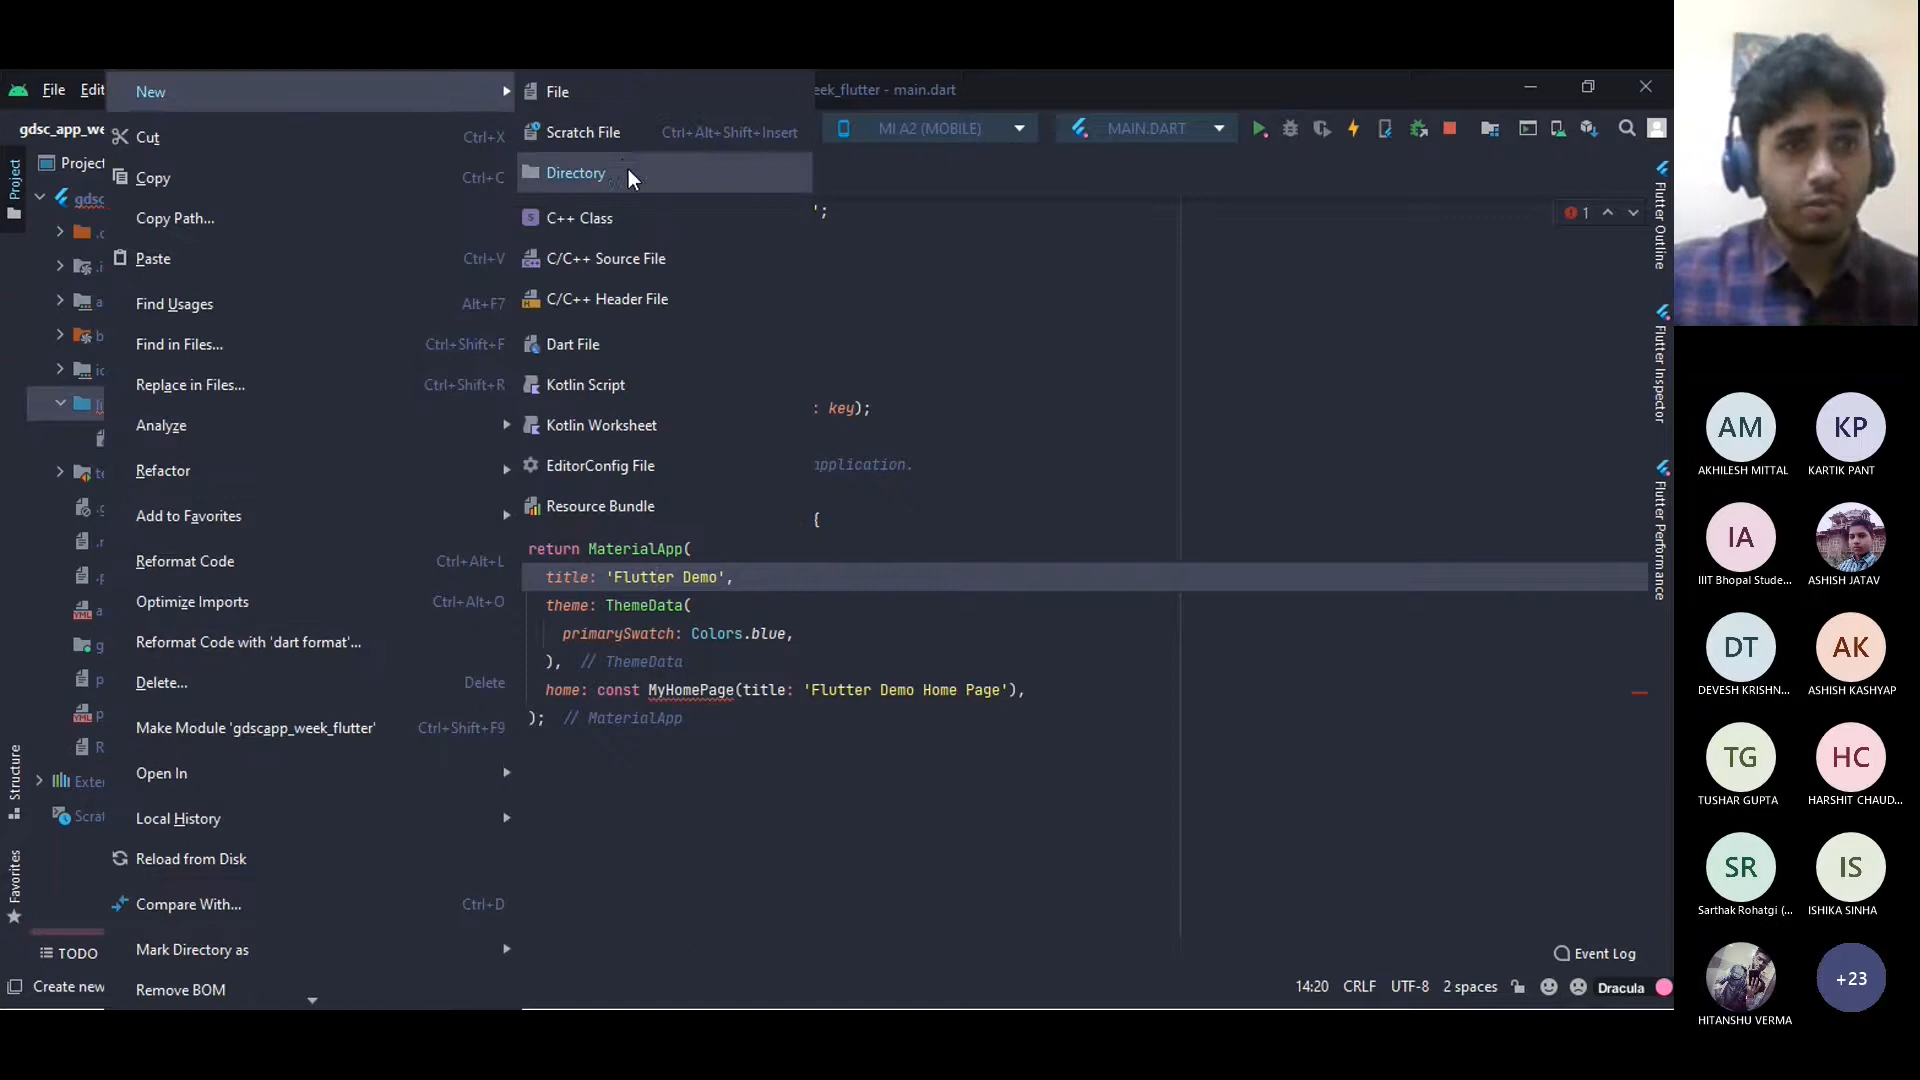 File Edit
eek_flutter - main.dart
gdsc_app_we
MI A2 (MOBILE)
MAIN.DART
Project
Project
gdsc
Exter
Scrat
Structure
Favorites
TODO
Create new
New
Cut Ctrl+X
Copy Ctrl+C
Copy Path...
Paste Ctrl+V
Find Usages Alt+F7
Find in Files... Ctrl+Shift+F
Replace in Files... Ctrl+Shift+R
Analyze
Refactor
Add to Favorites
Reformat Code Ctrl+Alt+L
Optimize Imports Ctrl+Alt+O
Reformat Code with 'dart format'...
Delete... Delete
Make Module 'gdscapp_week_flutter' Ctrl+Shift+F9
Open In
Local History
Reload from Disk
Compare With... Ctrl+D
Mark Directory as
Remove BOM
File
Scratch File Ctrl+Alt+Shift+Insert
Directory
C++ Class
C/C++ Source File
C/C++ Header File
Dart File
Kotlin Script
Kotlin Worksheet
EditorConfig File
Resource Bundle
';
: key);
application.
{
return MaterialApp(
title: 'Flutter Demo',
theme: ThemeData(
primarySwatch: Colors.blue,
), // ThemeData
home: const MyHomePage(title: 'Flutter Demo Home Page'),
); // MaterialApp
1
Flutter Outline
Flutter Inspector
Flutter Performance
Event Log
14:20 CRLF UTF-8 2 spaces Dracula
AM KP
AKHILESH MITTAL KARTIK PANT
IA
IIIT Bhopal Stude... ASHISH JATAV
DT AK
DEVESH KRISHN... ASHISH KASHYAP
TG HC
TUSHAR GUPTA HARSHIT CHAUD...
SR IS
Sarthak Rohatgi (... ISHIKA SINHA
+23
HITANSHU VERMA